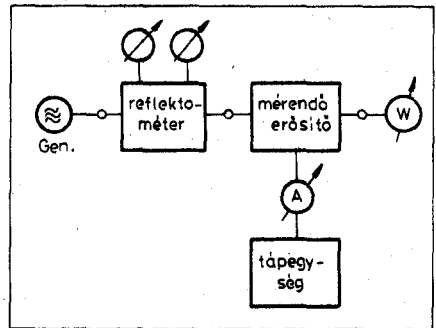 Gen.
reflekto-
méter
mérendő
erősítő
W
A
tápegy-
ség